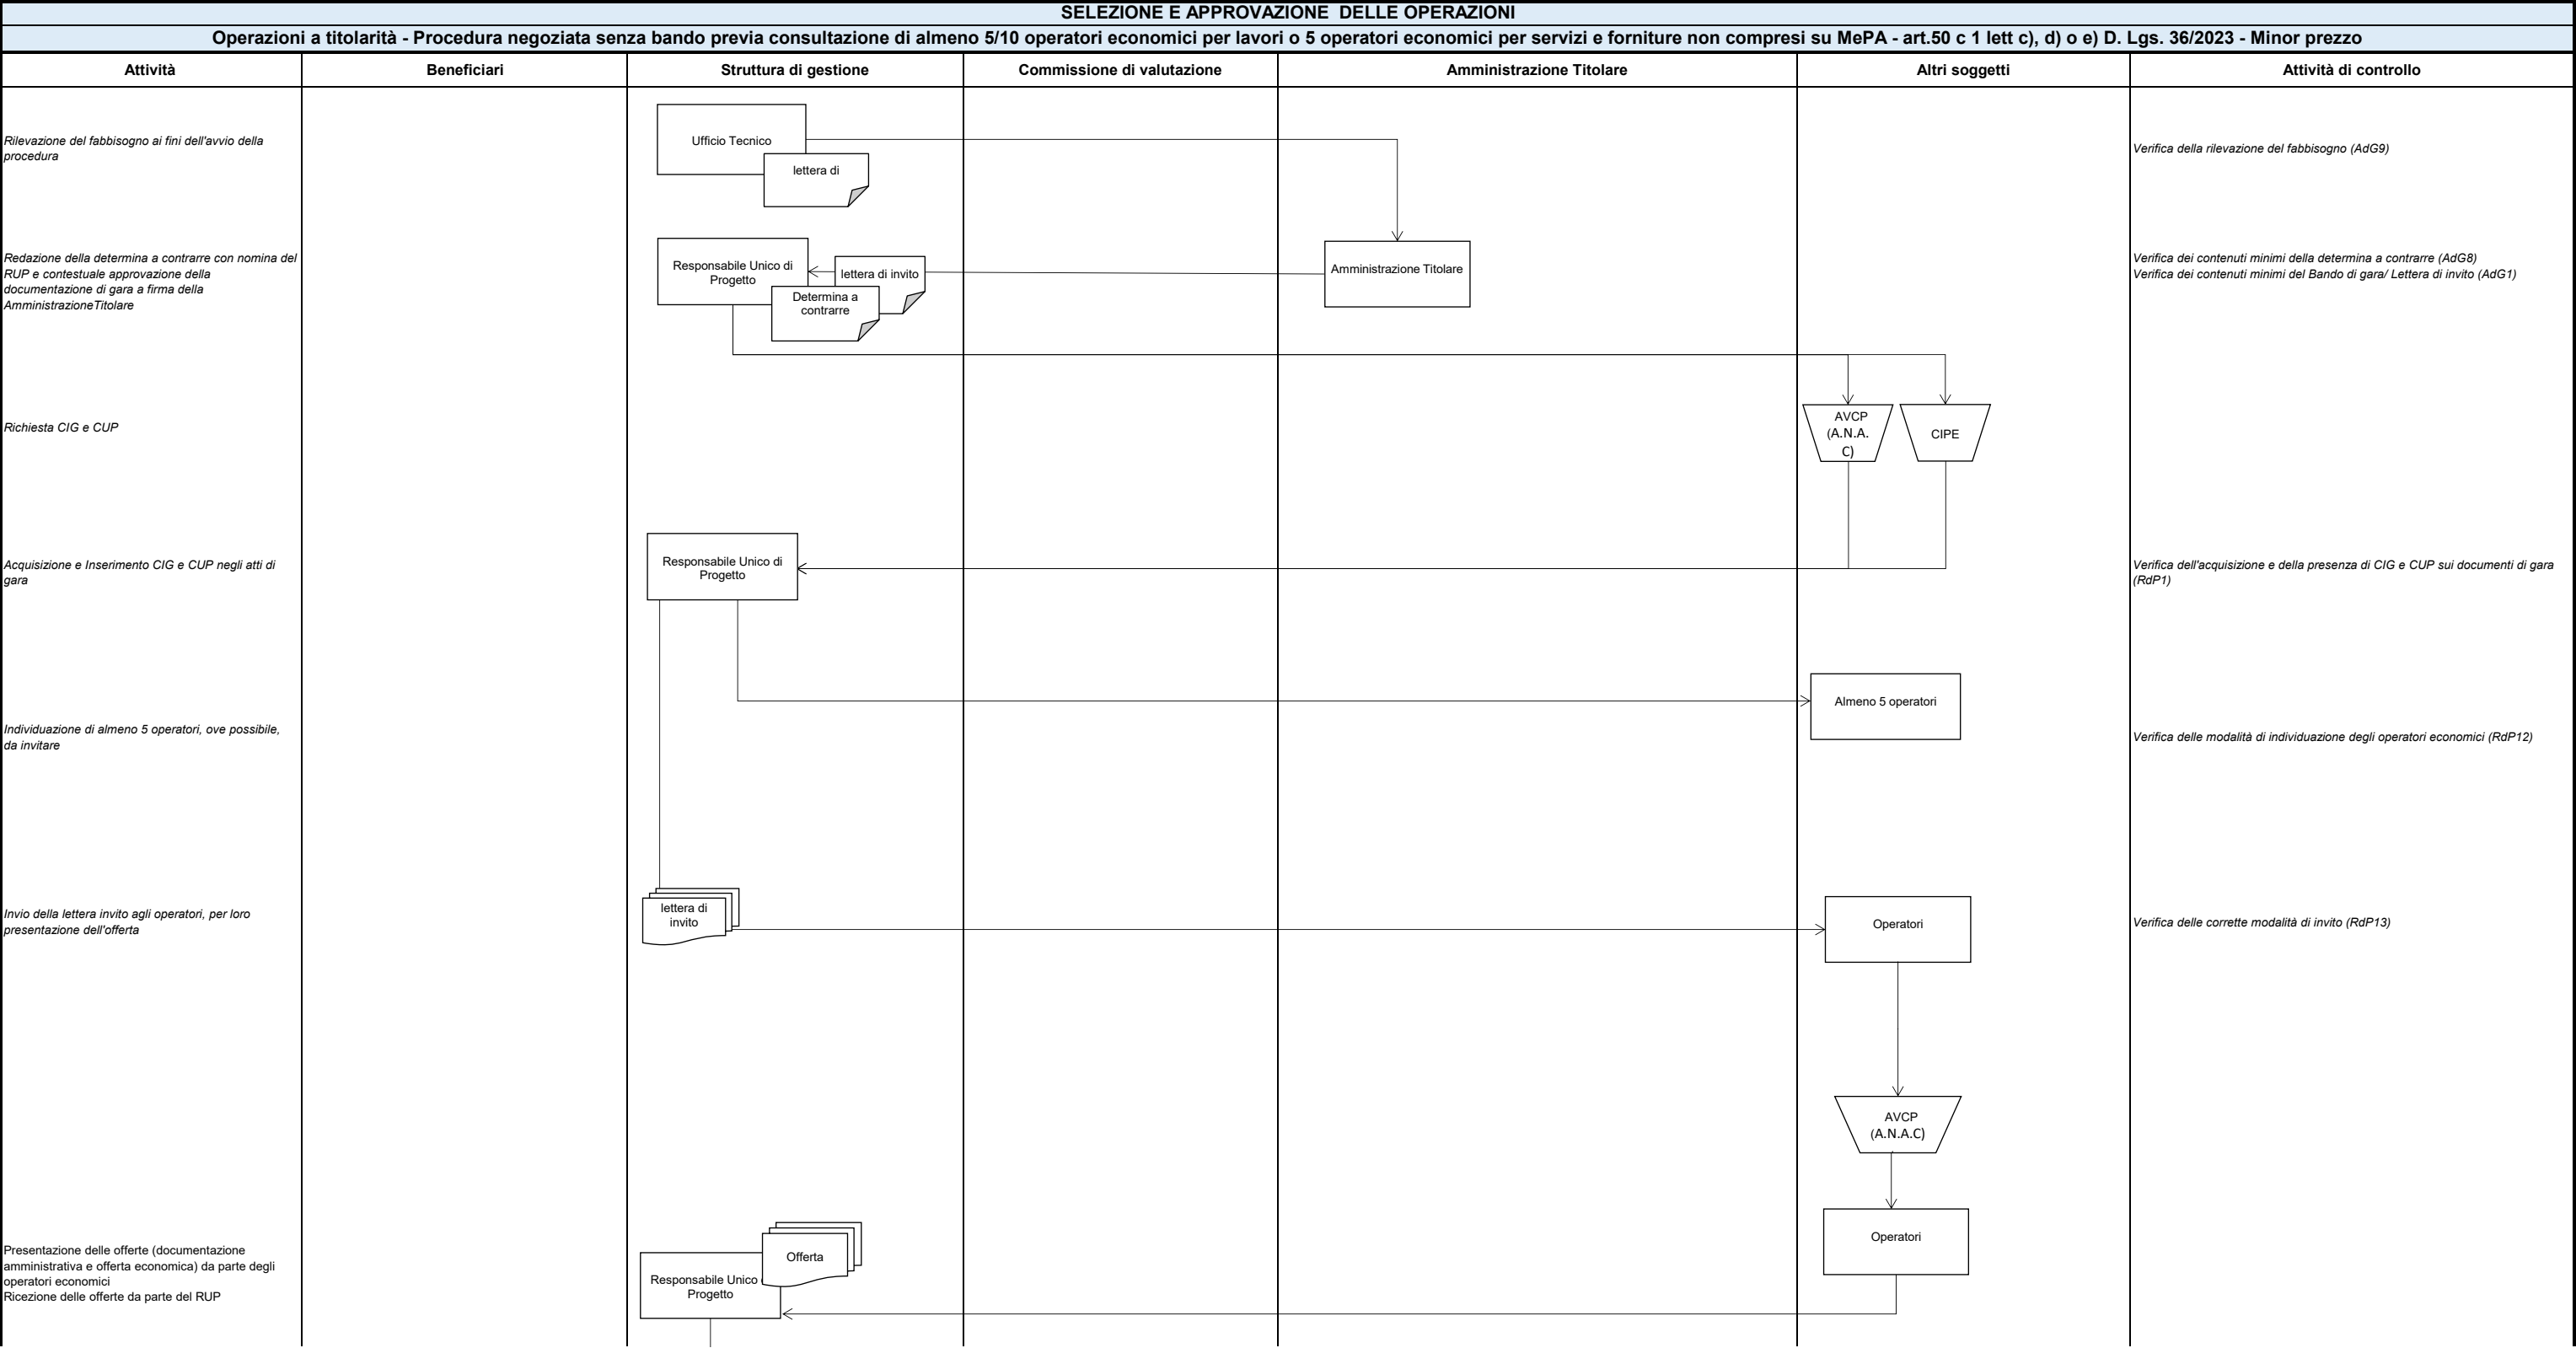 SELEZIONE E APPROVAZIONE  DELLE OPERAZIONI
Operazioni a titolarità - Procedura negoziata senza bando previa consultazione di almeno 5/10 operatori economici per lavori o 5 operatori economici per servizi e forniture non compresi su MePA - art.50 c 1 lett c), d) o e) D. Lgs. 36/2023 - Minor prezzo
Attività
Beneficiari
Struttura di gestione
Commissione di valutazione
Amministrazione Titolare
Altri soggetti
Attività di controllo
Rilevazione del fabbisogno ai fini dell'avvio della
procedura
Ufficio Tecnico
lettera di
Verifica della rilevazione del fabbisogno (AdG9)
Redazione della determina a contrarre con nomina del
RUP e contestuale approvazione della
documentazione di gara a firma della
AmministrazioneTitolare
Responsabile Unico di
Progetto
lettera di invito
Determina a
contrarre
Amministrazione Titolare
Verifica dei contenuti minimi della determina a contrarre (AdG8)
Verifica dei contenuti minimi del Bando di gara/ Lettera di invito (AdG1)
Richiesta CIG e CUP
AVCP
(A.N.A.
C)
CIPE
Acquisizione e Inserimento CIG e CUP negli atti di
gara
Responsabile Unico di
Progetto
Verifica dell'acquisizione e della presenza di CIG e CUP sui documenti di gara
(RdP1)
Individuazione di almeno 5 operatori, ove possibile,
da invitare
Almeno 5 operatori
Verifica delle modalità di individuazione degli operatori economici (RdP12)
Invio della lettera invito agli operatori, per loro
presentazione dell'offerta
lettera di
invito
Operatori
Verifica delle corrette modalità di invito (RdP13)
AVCP
(A.N.A.C)
Operatori
Presentazione delle offerte (documentazione
amministrativa e offerta economica) da parte degli
operatori economici
Ricezione delle offerte da parte del RUP
Offerta
Responsabile Unico
Progetto